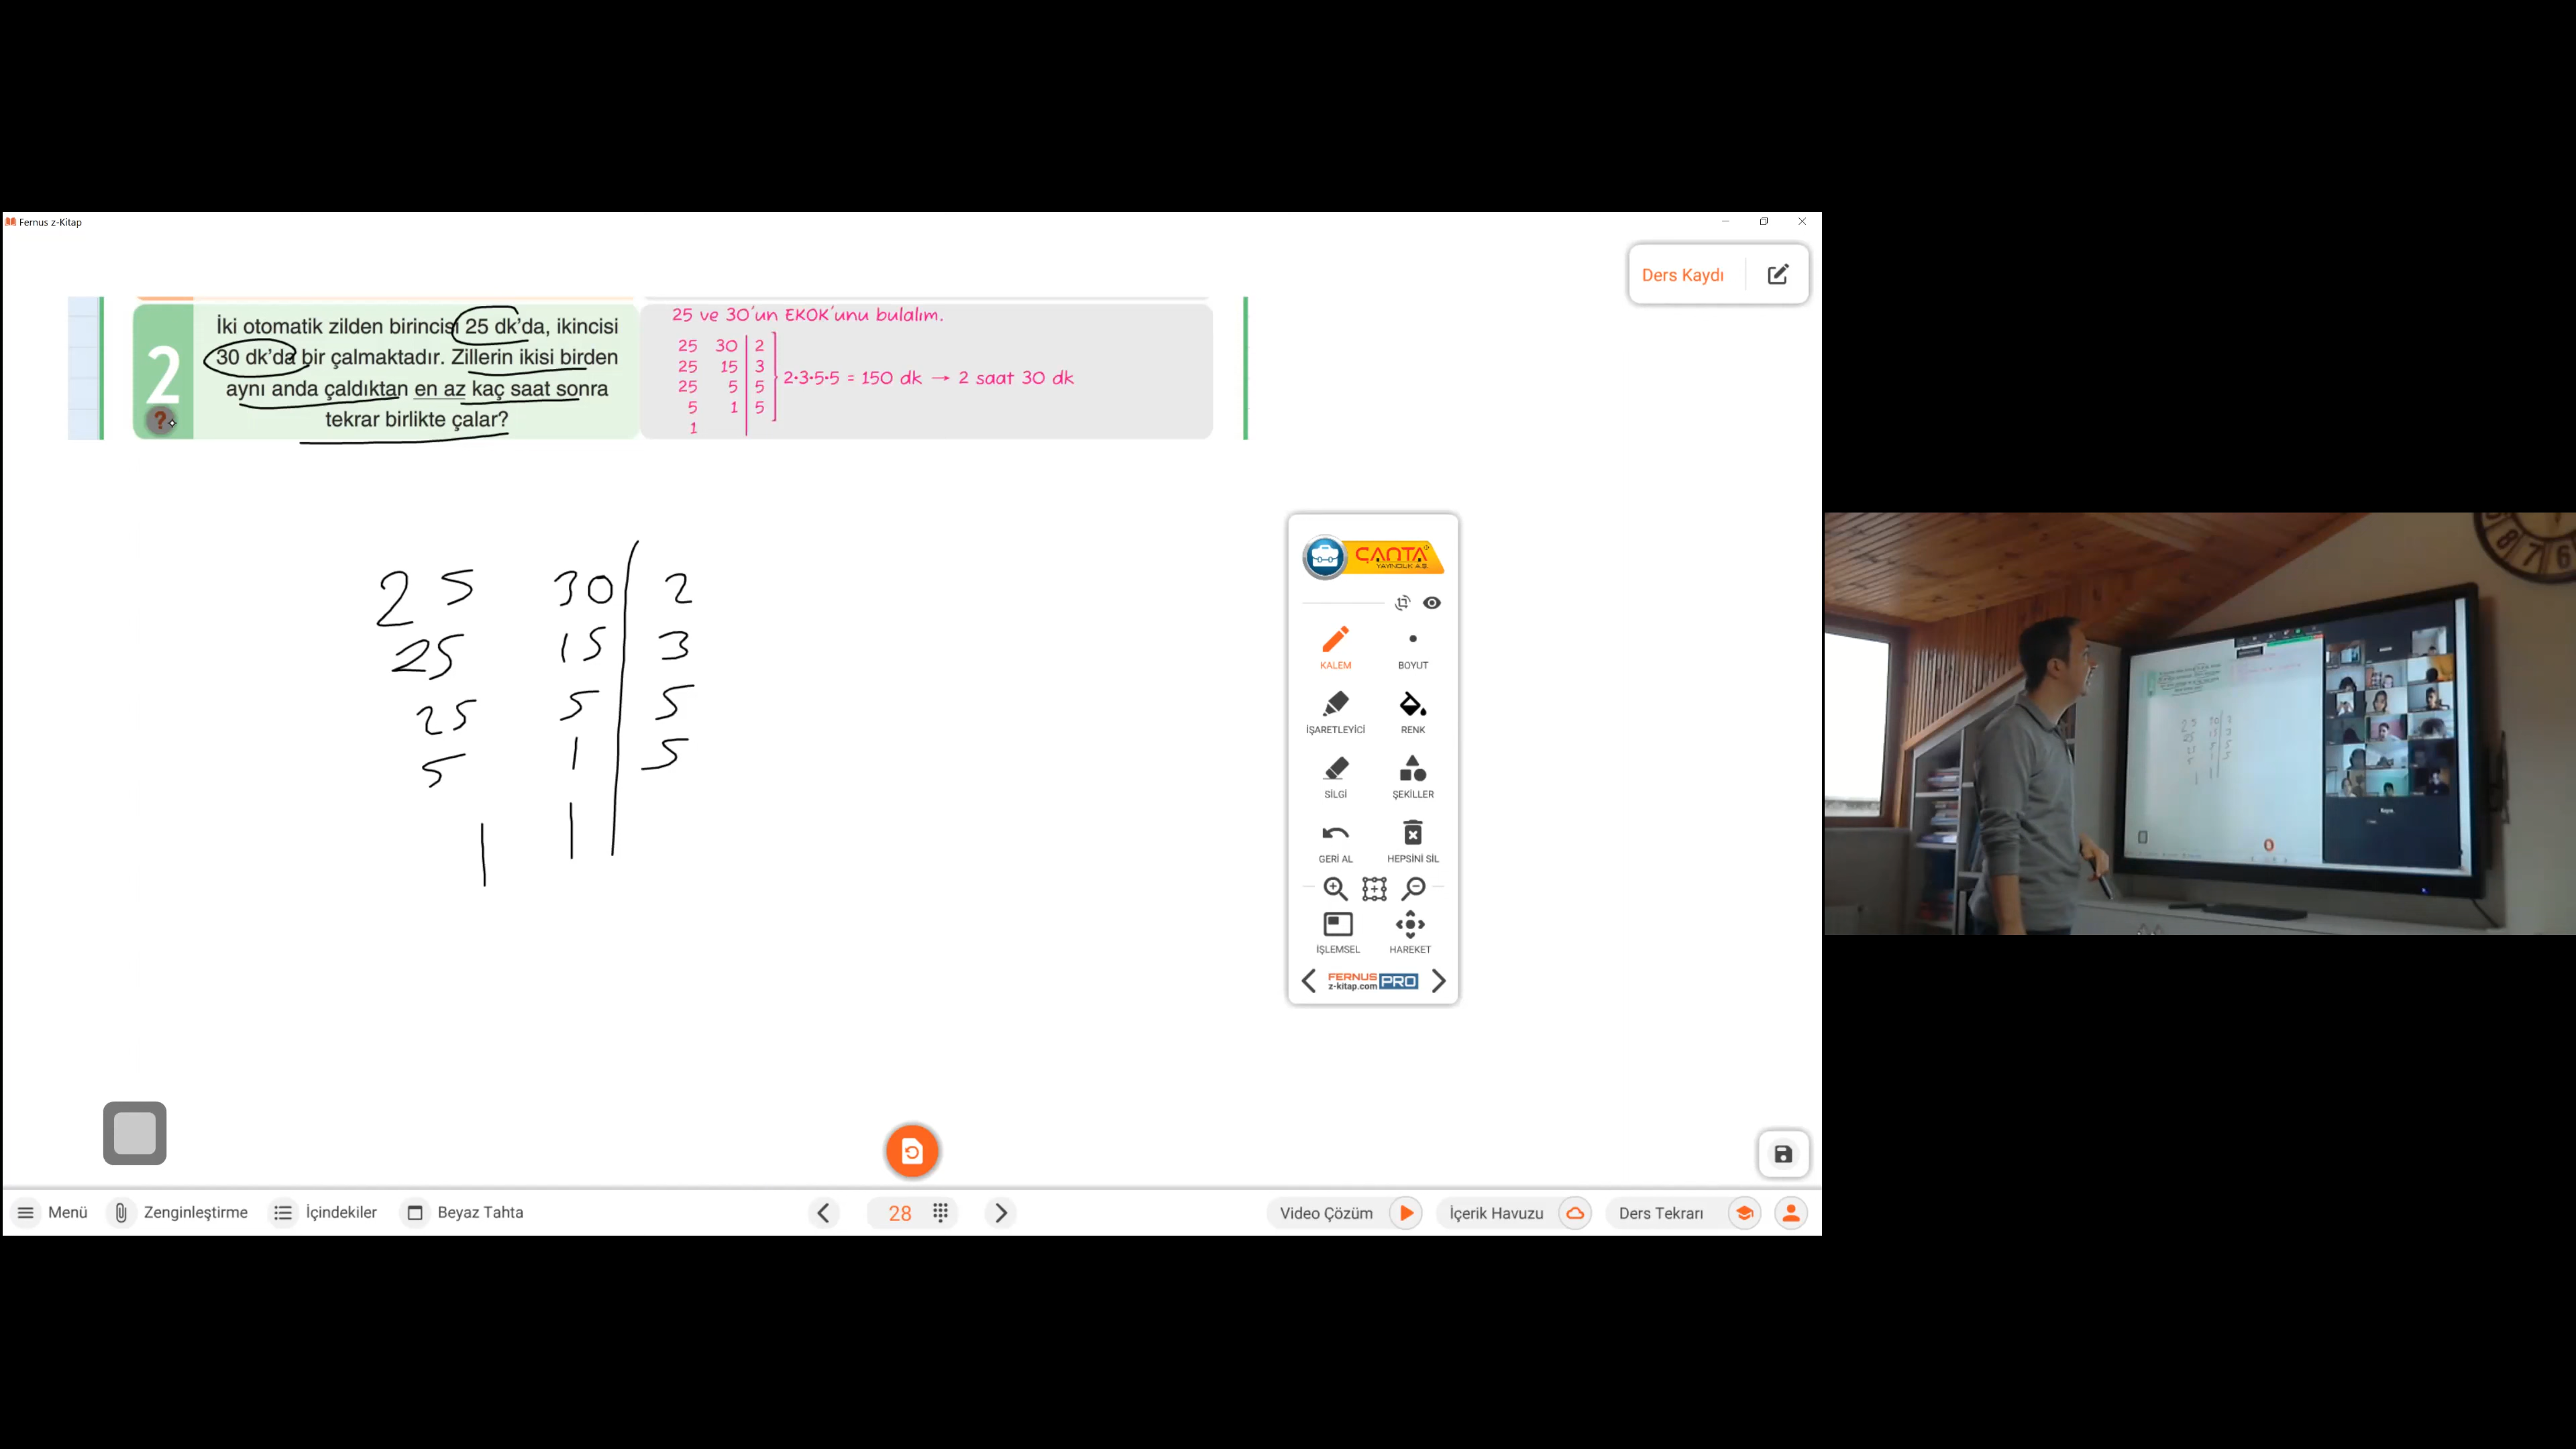 Fernus z-Kitap
Ders Kaydı
2
?
İki otomatik zilden birincisi 25 dk'da, ikincisi
30 dk'da bir çalmaktadır. Zillerin ikisi birden
aynı anda çaldıktan en az kaç saat sonra
tekrar birlikte çalar?
25 ve 30'un EKOK'unu bulalım.
25 30 2
25 15 3
25 5 5
5 1 5
1
2·3·5·5 = 150 dk → 2 saat 30 dk
25 30 2
25 15 3
25 5 5
5 1 5
1 1
ÇANTA
YAYINCILIK A.Ş.
KALEM BOYUT
İŞARETLEYİCİ RENK
SİLGİ ŞEKİLLER
GERİ AL HEPSİNİ SİL
İŞLEMSEL HAREKET
FERNUS
z-kitap.com PRO
Menü Zenginleştirme İçindekiler Beyaz Tahta 28 Video Çözüm İçerik Havuzu Ders Tekrarı